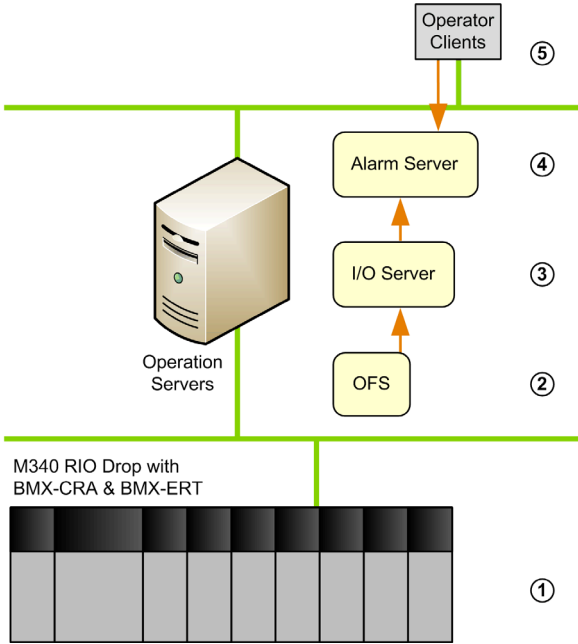 Operator
Clients
⑤
Alarm Server
④
I/O Server
③
Operation
Servers
OFS
②
M340 RIO Drop with
BMX-CRA & BMX-ERT
①